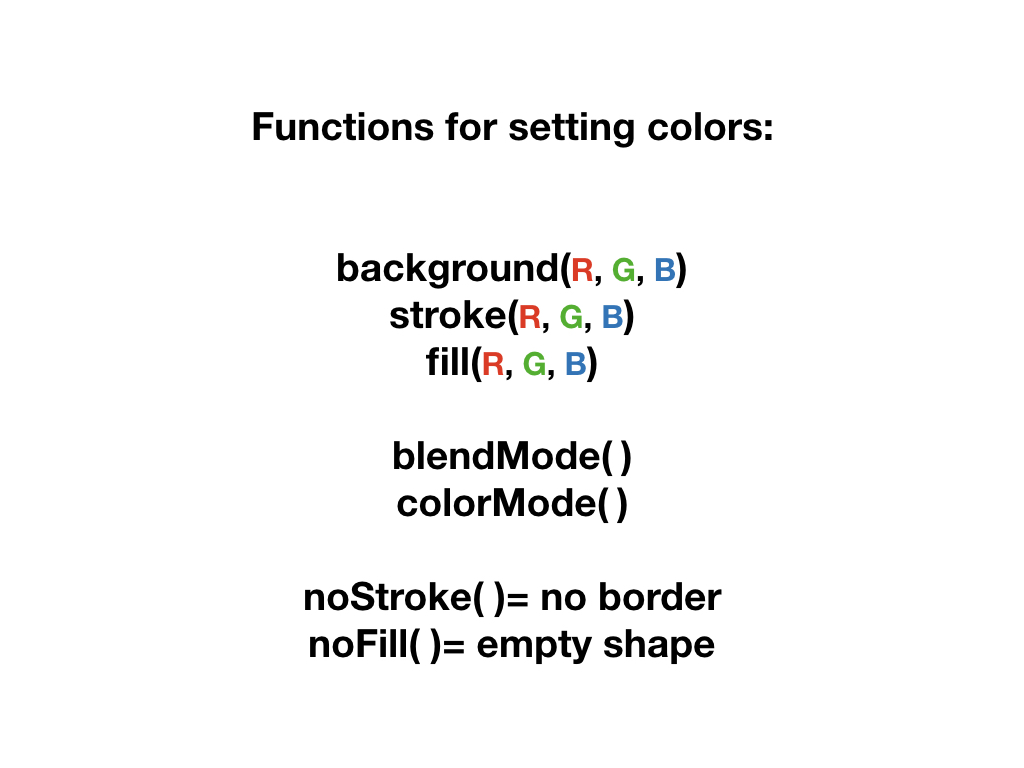 Functions for setting colors:
background(R, G, B)
stroke(R, G, B)
fill(R, G, B)
blendMode( )
colorMode( )
noStroke( )= no border
noFill( )= empty shape